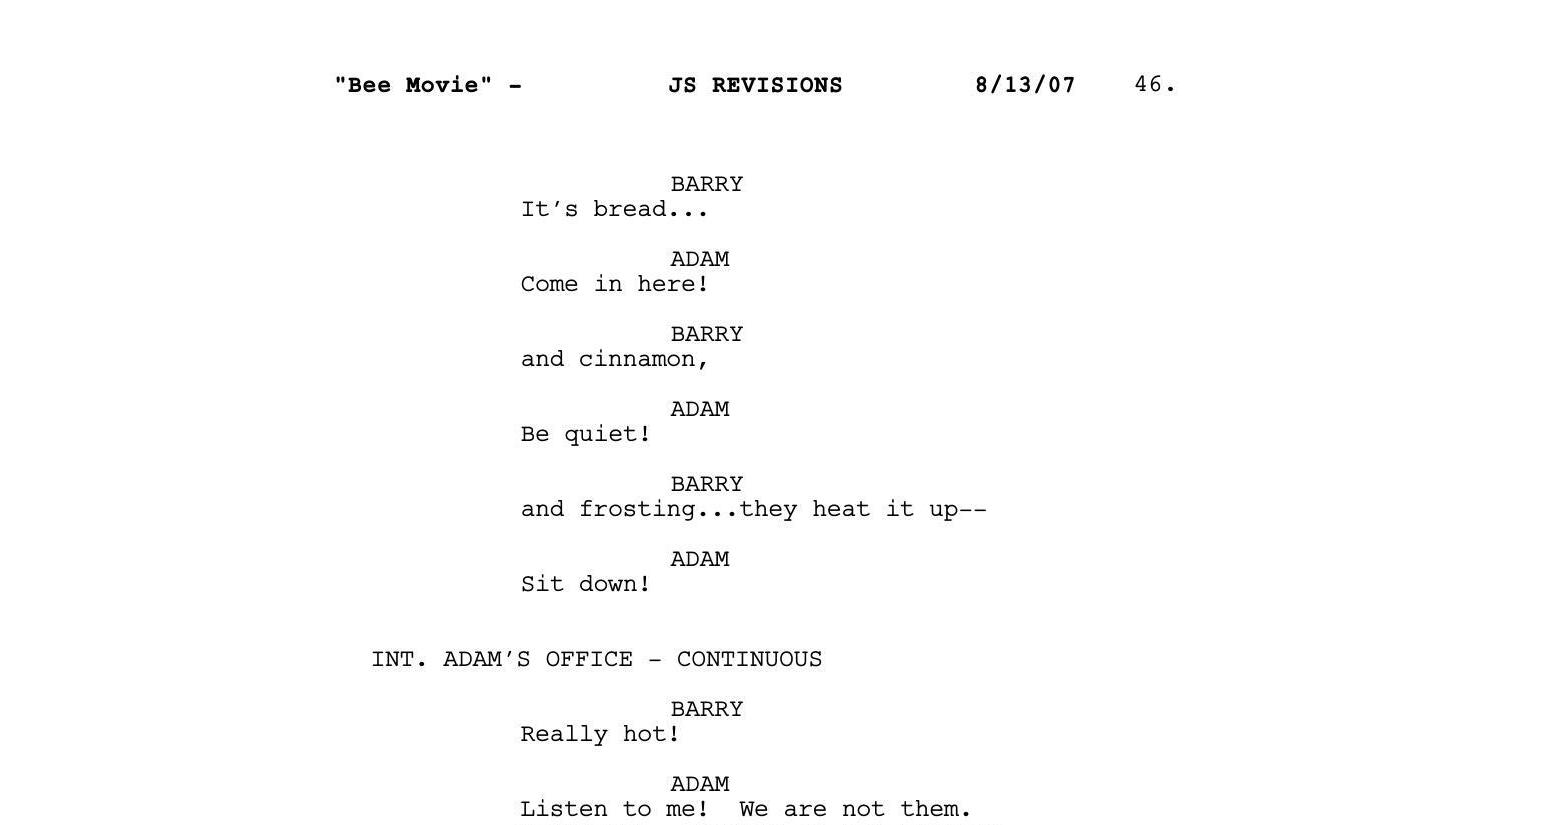 "Bee Movie" - JS REVISIONS 8/13/07 46.
BARRY
It's bread...
ADAM
Come in here!
BARRY
and cinnamon,
ADAM
Be quiet!
BARRY
and frosting...they heat it up--
ADAM
Sit down!
INT. ADAM'S OFFICE - CONTINUOUS
BARRY
Really hot!
ADAM
Listen to me!  We are not them.